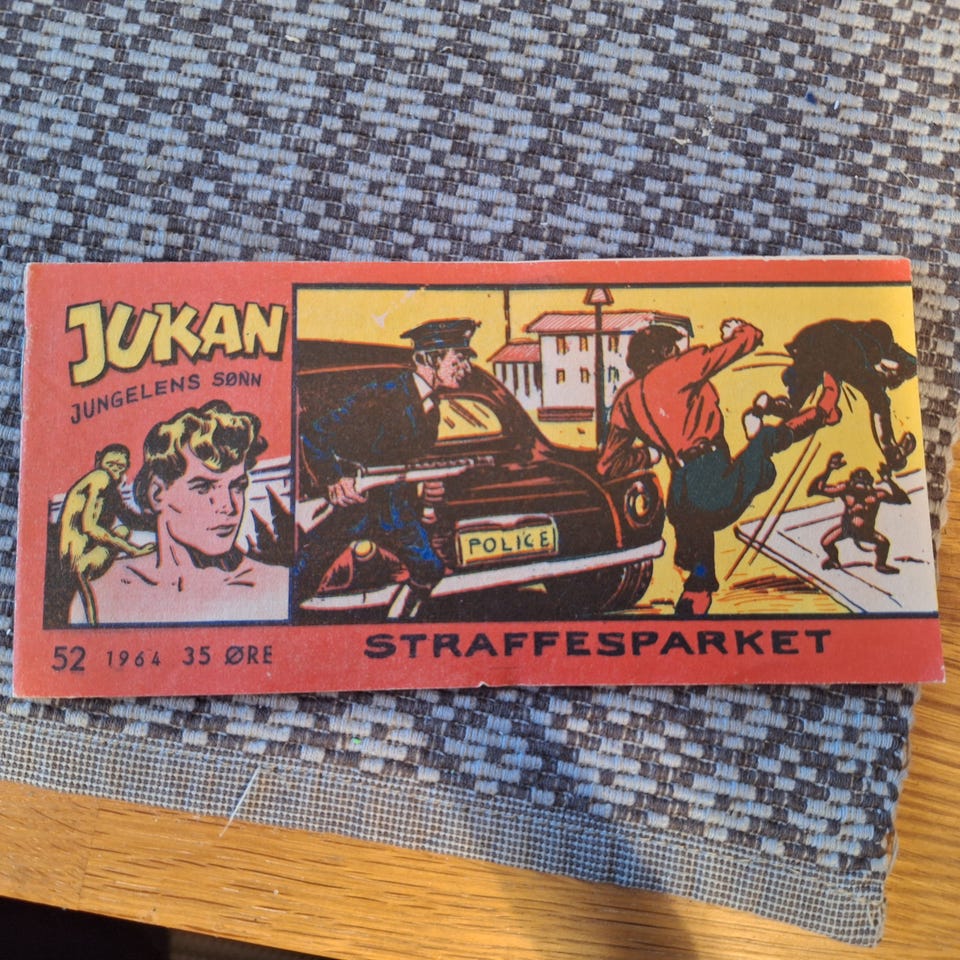 JUKAN
JUNGELENS SØNN
POLICE
52 1964 35 ØRE
STRAFFESPARKET